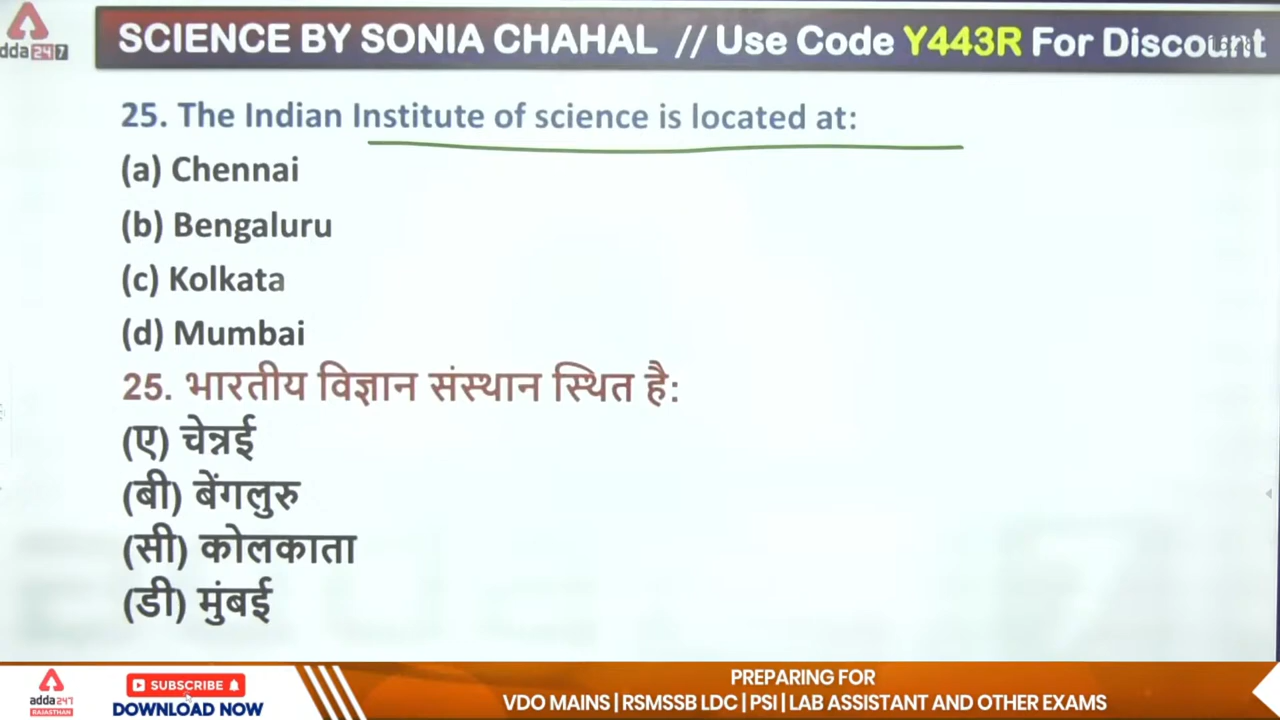 adda247
SCIENCE BY SONIA CHAHAL // Use Code Y443R For Discount
25. The Indian Institute of science is located at:
(a) Chennai
(b) Bengaluru
(c) Kolkata
(d) Mumbai
25. भारतीय विज्ञान संस्थान स्थित है:
(ए) चेन्नई
(बी) बेंगलुरु
(सी) कोलकाता
(डी) मुंबई
adda247
RAJASTHAN
SUBSCRIBE
DOWNLOAD NOW
PREPARING FOR
VDO MAINS | RSMSSB LDC | PSI | LAB ASSISTANT AND OTHER EXAMS